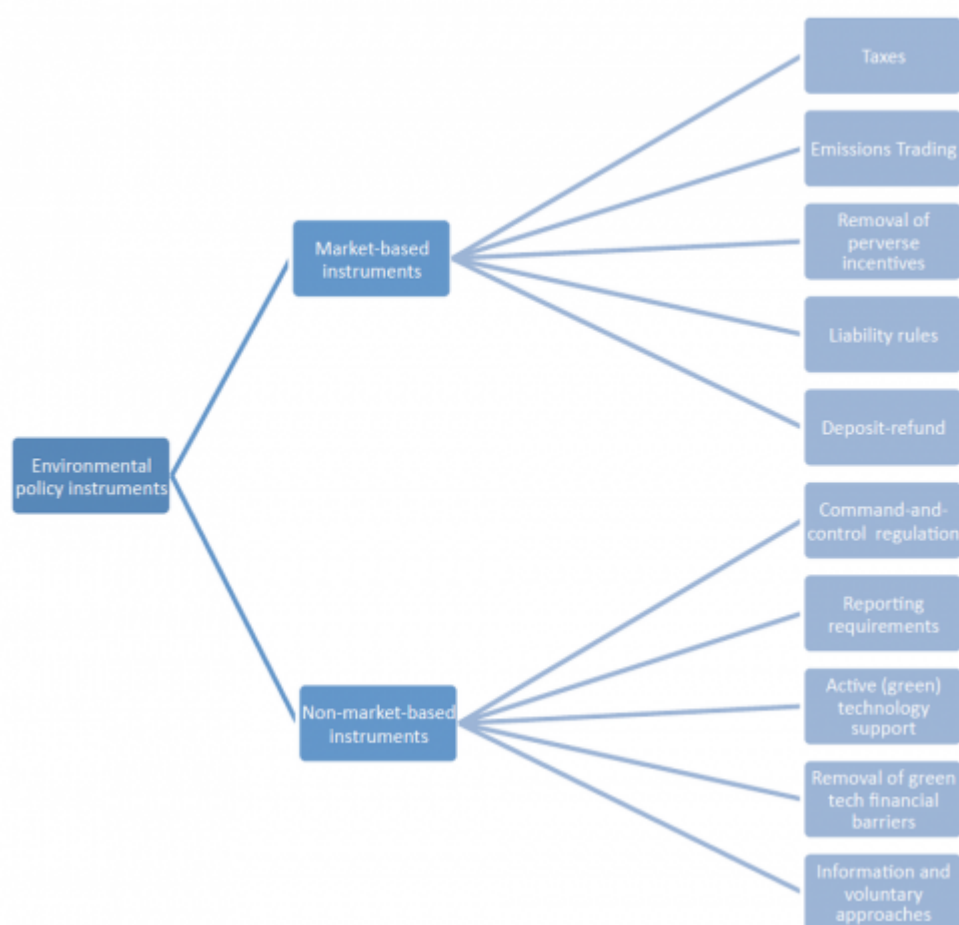 Taxes
Emissions Trading
Removal of
perverse
incentives
Market-based
instruments
Liability rules
Deposit-refund
Environmental
policy instruments
Command-and-
control regulation
Reporting
requirements
Non-market-based
instruments
Active (green)
technology
support
Removal of green
tech financial
barriers
Information and
voluntary
approaches